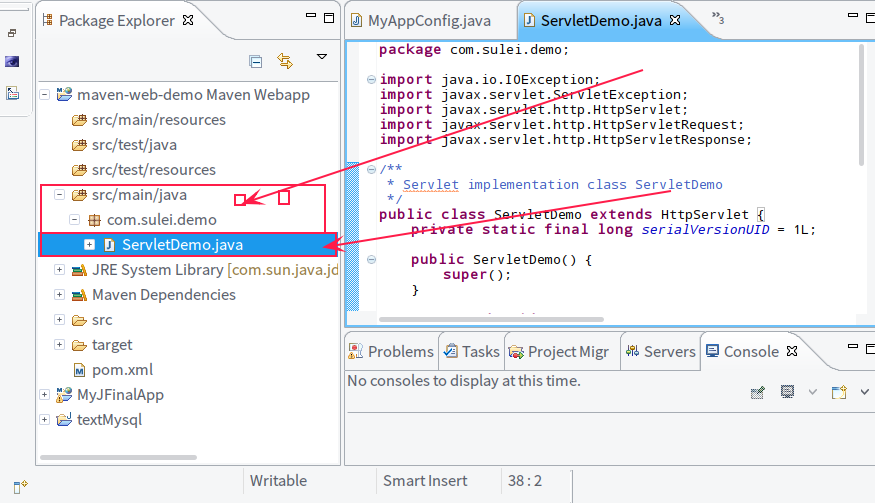 Package Explorer
maven-web-demo Maven Webapp
src/main/resources
src/test/java
src/test/resources
src/main/java
com.sulei.demo
ServletDemo.java
JRE System Library [com.sun.java.jd
Maven Dependencies
src
target
pom.xml
MyJFinalApp
textMysql
MyAppConfig.java
ServletDemo.java
»3
package com.sulei.demo;
import java.io.IOException;
import javax.servlet.ServletException;
import javax.servlet.http.HttpServlet;
import javax.servlet.http.HttpServletRequest;
import javax.servlet.http.HttpServletResponse;
/**
* Servlet implementation class ServletDemo
*/
public class ServletDemo extends HttpServlet {
private static final long serialVersionUID = 1L;
public ServletDemo() {
super();
}
Problems
Tasks
Project Migr
Servers
Console
No consoles to display at this time.
Writable
Smart Insert
38 : 2